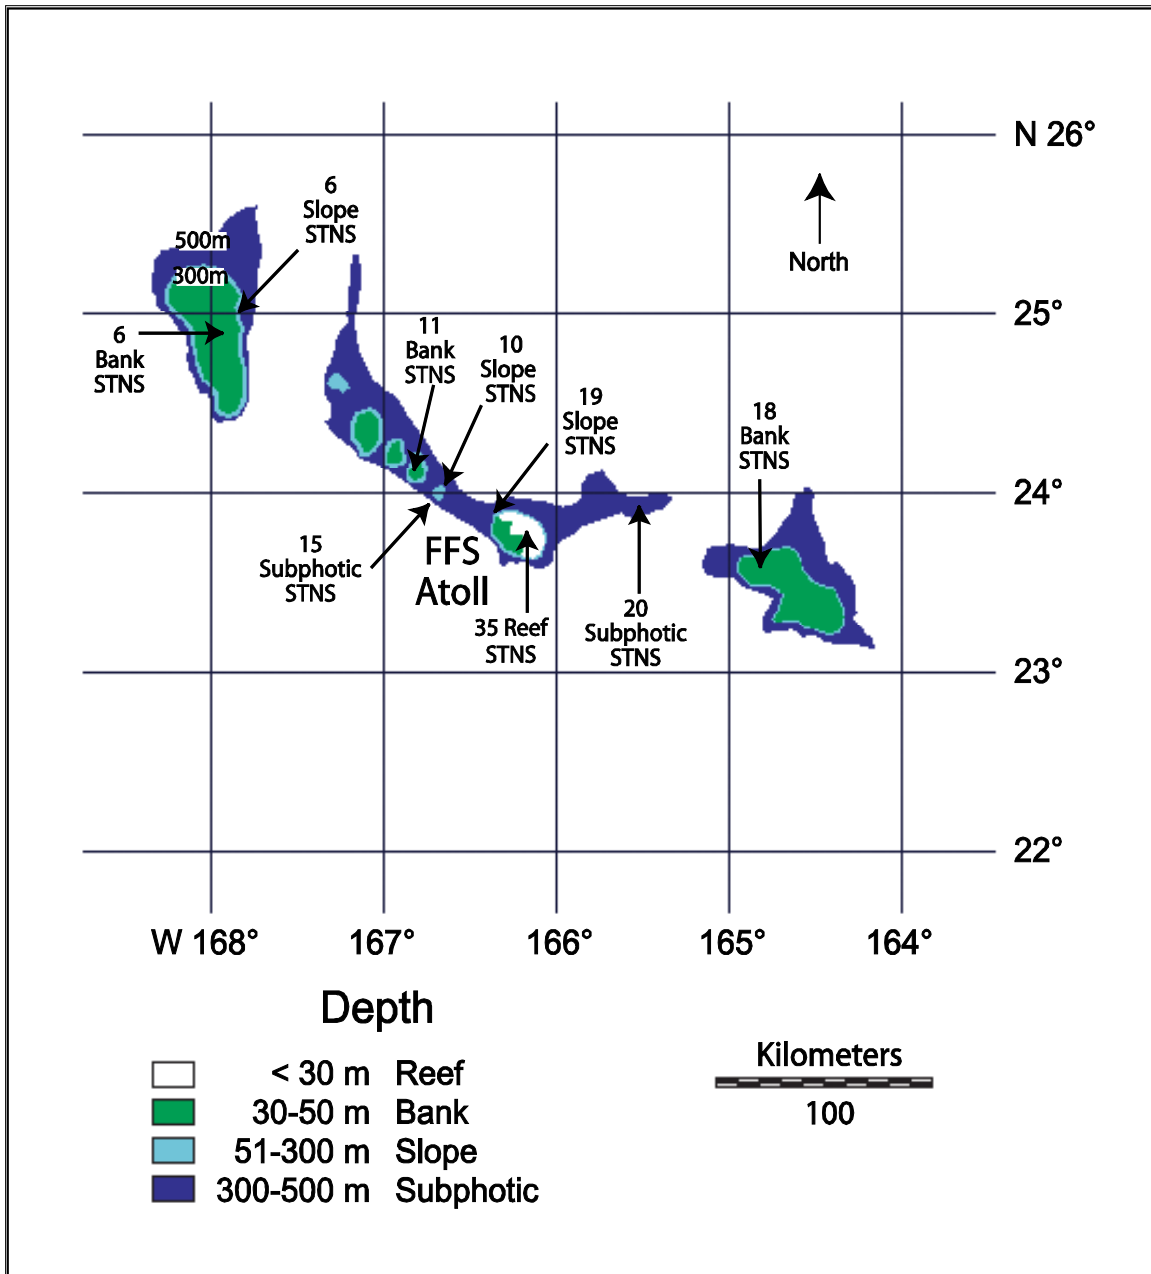 N 26°
6
Slope
STNS
500m
300m
North
25°
6
Bank
STNS
11
Bank
STNS
10
Slope
STNS
19
Slope
STNS
18
Bank
STNS
24°
15
Subphotic
STNS
FFS
Atoll
35 Reef
STNS
20
Subphotic
STNS
23°
22°
W 168°
167°
166°
165°
164°
Depth
< 30 m Reef
30-50 m Bank
51-300 m Slope
300-500 m Subphotic
Kilometers
100